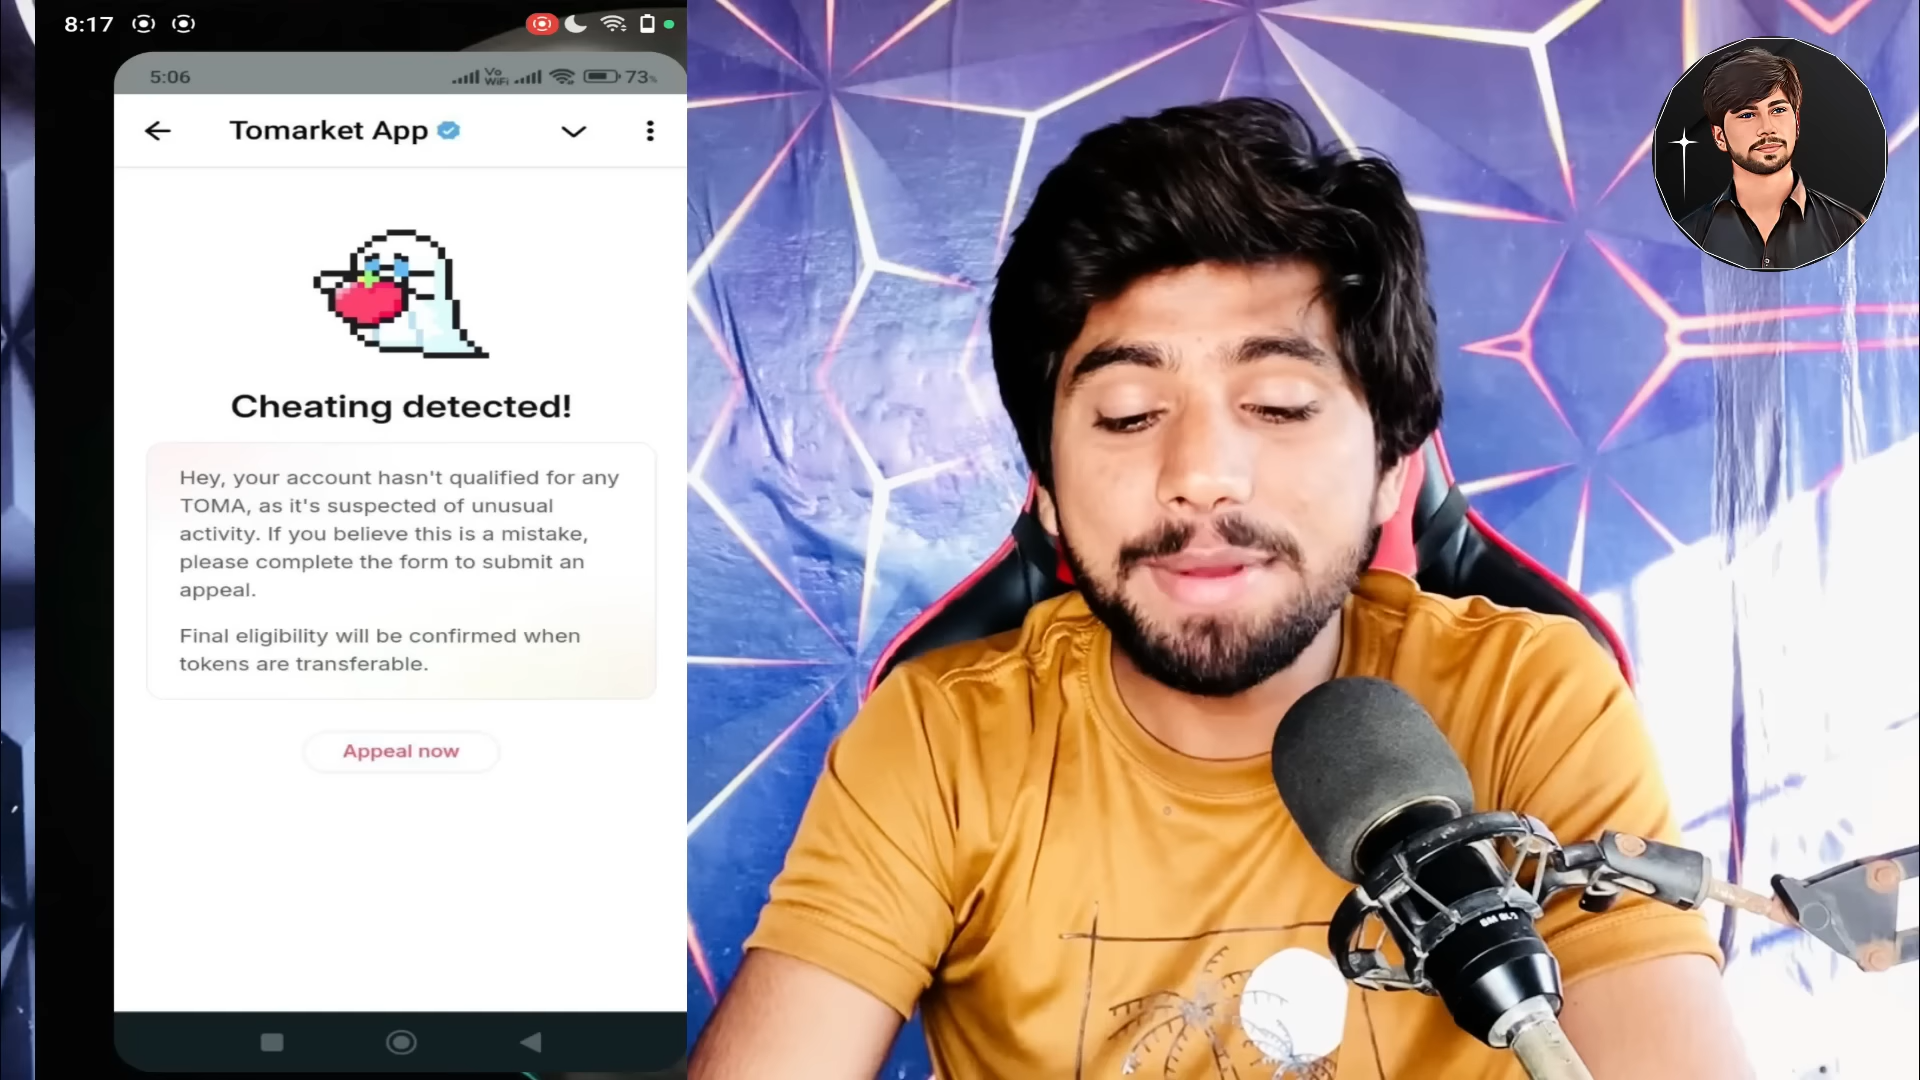 8:17
5:06
Vo
WiFi
73%
Tomarket App
Cheating detected!
Hey, your account hasn't qualified for any
TOMA, as it's suspected of unusual
activity. If you believe this is a mistake,
please complete the form to submit an
appeal.
Final eligibility will be confirmed when
tokens are transferable.
Appeal now